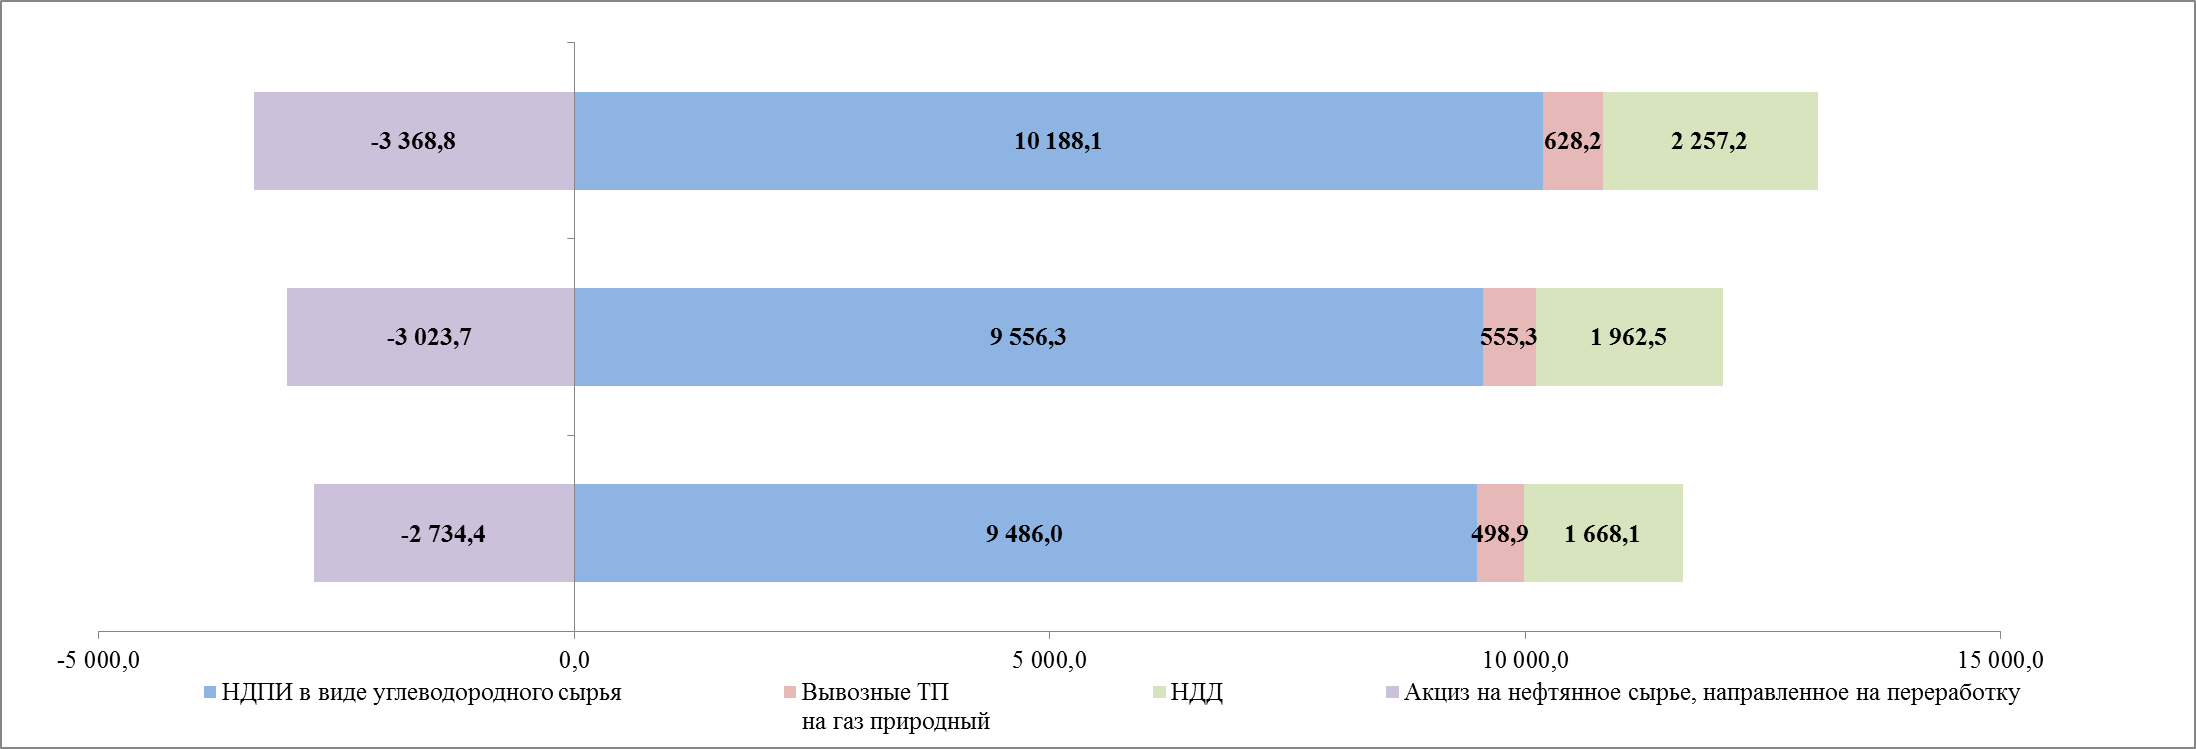 -3 368,8 10 188,1 628,2 2 257,2
-3 023,7 9 556,3 555,3 1 962,5
-2 734,4 9 486,0 498,9 1 668,1
-5 000,0 0,0 5 000,0 10 000,0 15 000,0
НДПИ в виде углеводородного сырья Вывозные ТП НДД Акциз на нефтянное сырье, направленное на переработку
на газ природный